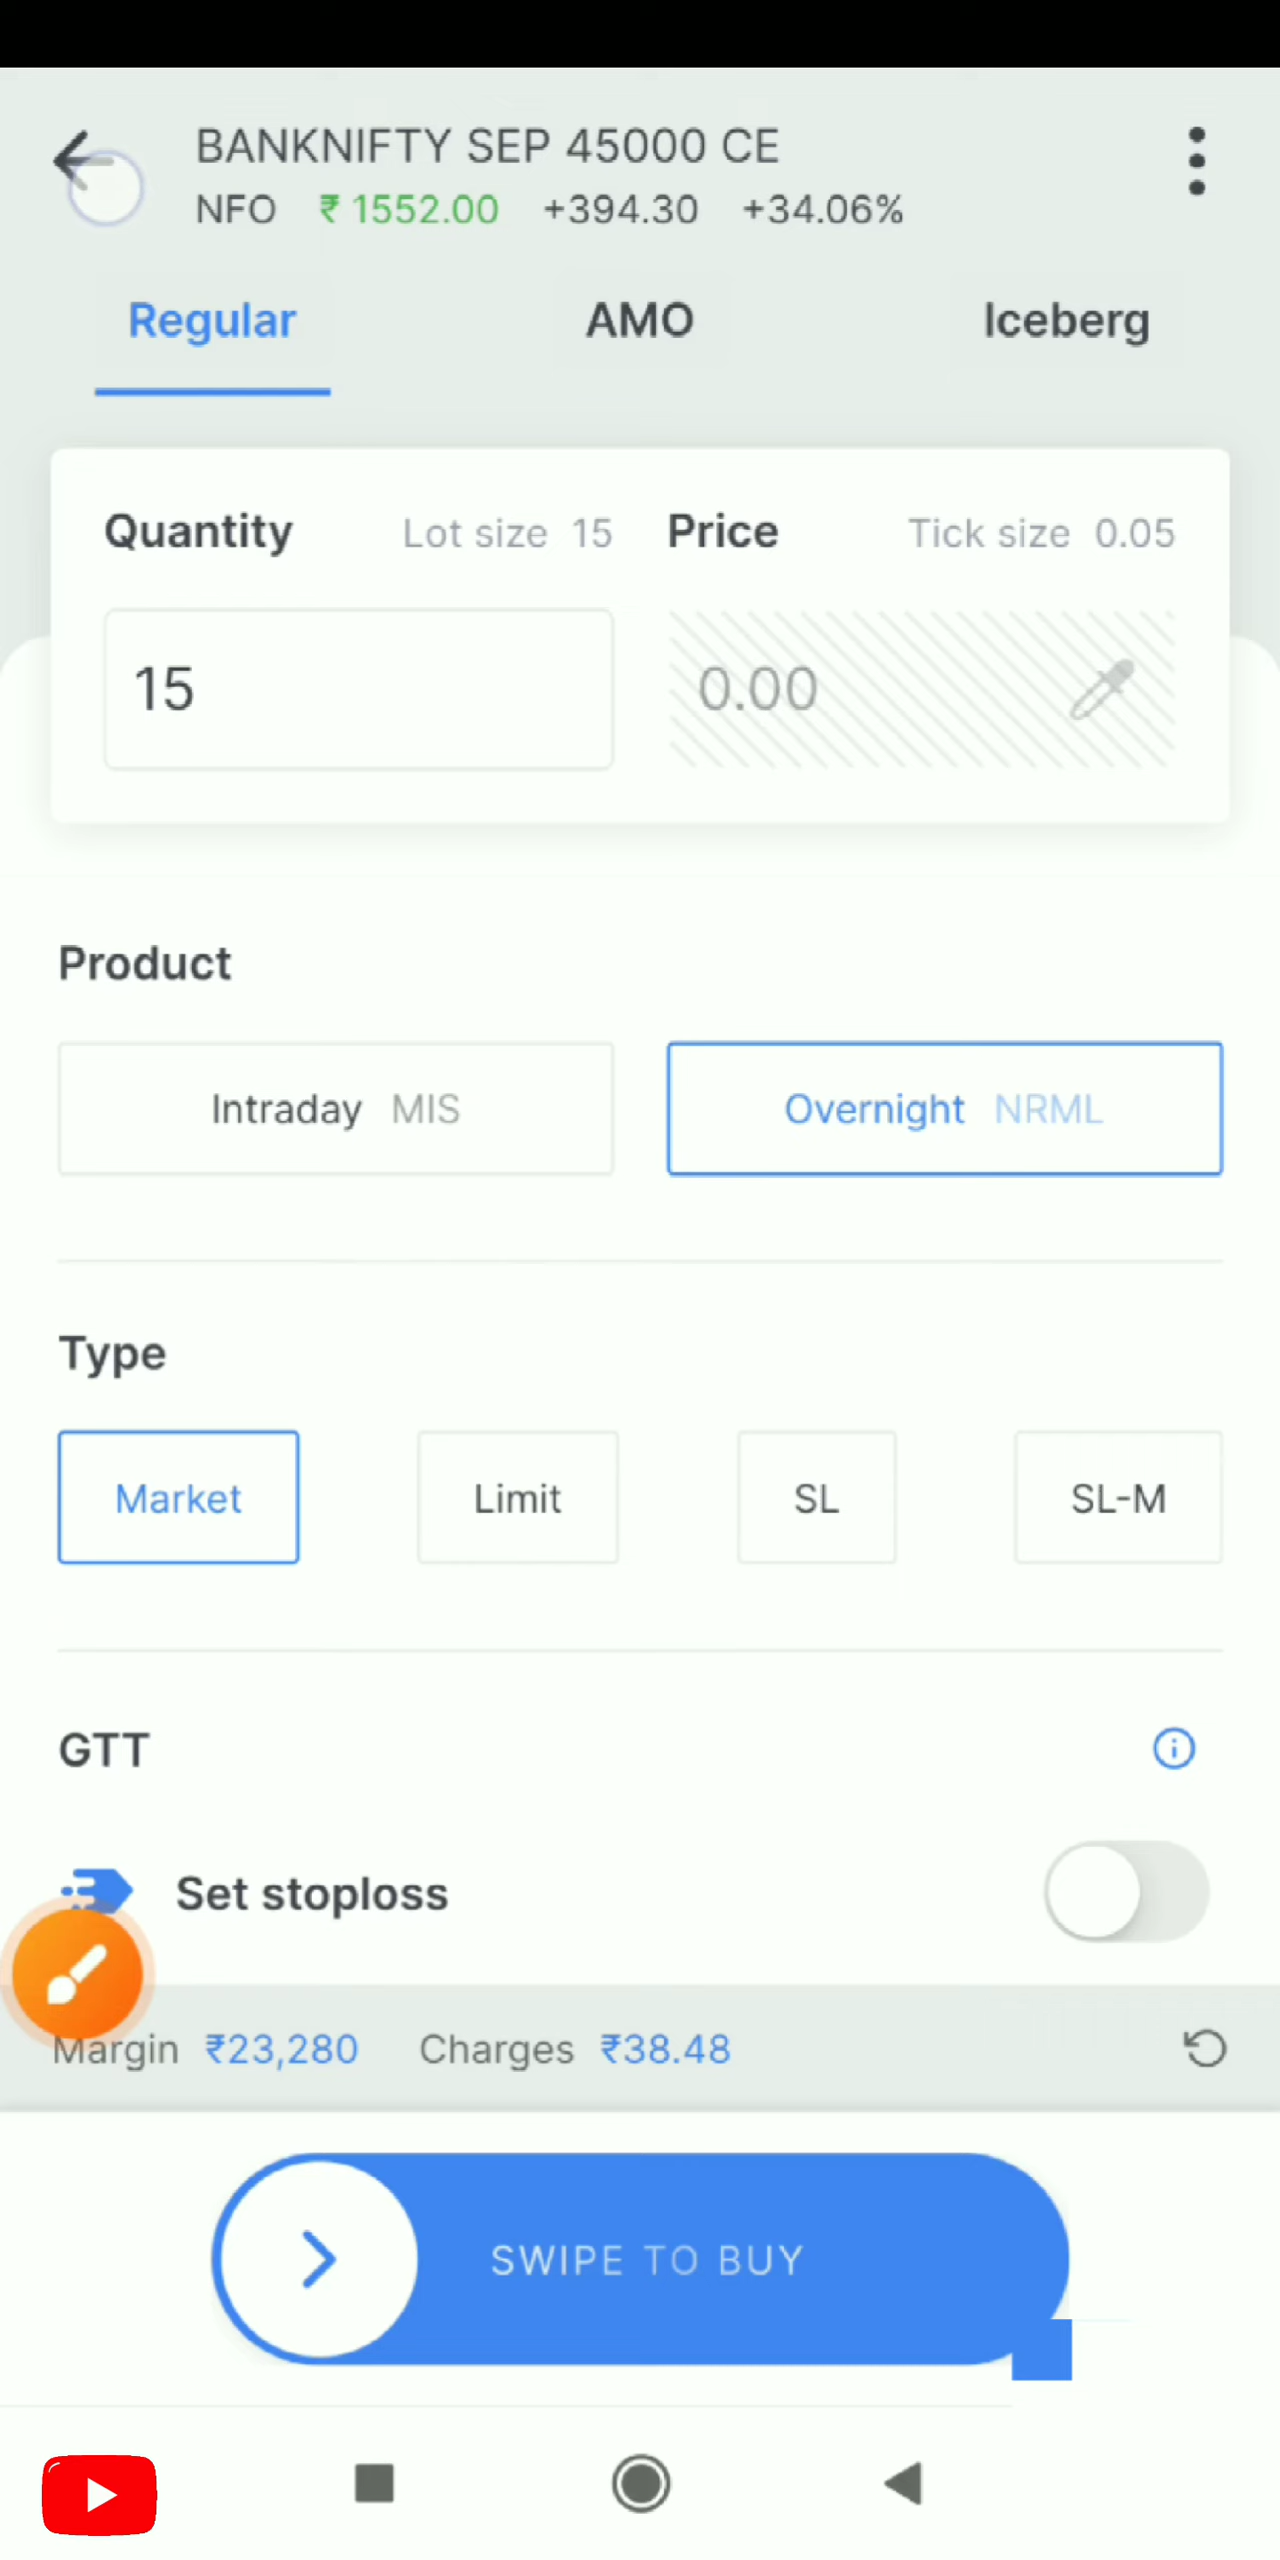 BANKNIFTY SEP 45000 CE
NFO ₹ 1552.00 +394.30 +34.06%
Regular AMO Iceberg
Quantity Lot size 15 Price Tick size 0.05
15 0.00
Product
Intraday MIS Overnight NRML
Type
Market Limit SL SL-M
GTT
Set stoploss
Margin ₹23,280 Charges ₹38.48
SWIPE TO BUY